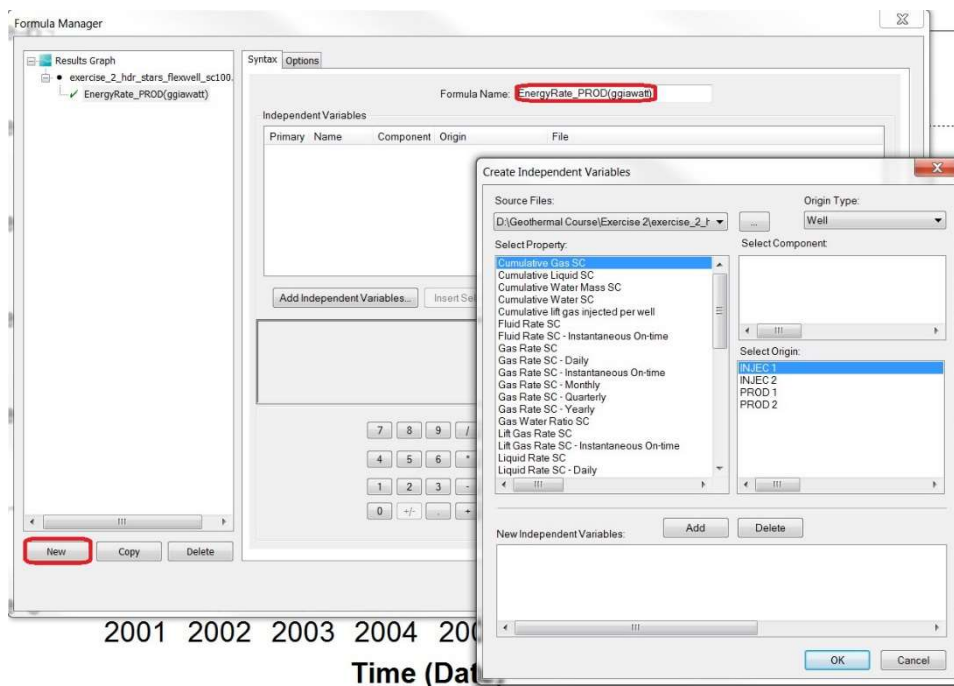 Formula Manager
Results Graph
exercise_2_hdr_stars_flexwell_sc100.
EnergyRate_PROD(ggiawatt)
New Copy Delete
Syntax Options
Formula Name: EnergyRate_PROD(ggiawatt)
Independent Variables
Primary Name Component Origin File
Add Independent Variables... Insert Se
7 8 9 /
4 5 6 *
1 2 3 -
0 +/- . +
Create Independent Variables
Source Files:
D:\Geothermal Course\Exercise 2\exercise_2_h
...
Origin Type:
Well
Select Property:
Cumulative Gas SC
Cumulative Liquid SC
Cumulative Water Mass SC
Cumulative Water SC
Cumulative lift gas injected per well
Fluid Rate SC
Fluid Rate SC - Instantaneous On-time
Gas Rate SC
Gas Rate SC - Daily
Gas Rate SC - Instantaneous On-time
Gas Rate SC - Monthly
Gas Rate SC - Quarterly
Gas Rate SC - Yearly
Gas Water Ratio SC
Lift Gas Rate SC
Lift Gas Rate SC - Instantaneous On-time
Liquid Rate SC
Liquid Rate SC - Daily
Select Component:
Select Origin:
INJEC 1
INJEC 2
PROD 1
PROD 2
New Independent Variables:
Add Delete
OK Cancel
2001 2002 2003 2004 200
Time (Date)